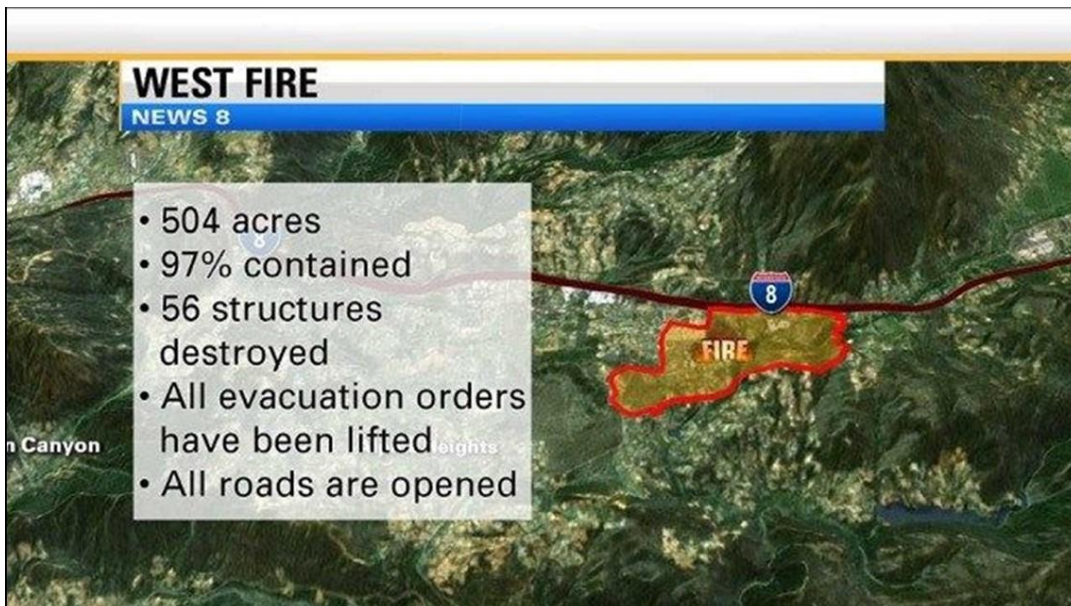 WEST FIRE
NEWS 8
• 504 acres
• 97% contained
• 56 structures
destroyed
• All evacuation orders
have been lifted
• All roads are opened
8
8
FIRE
n Canyon
eights